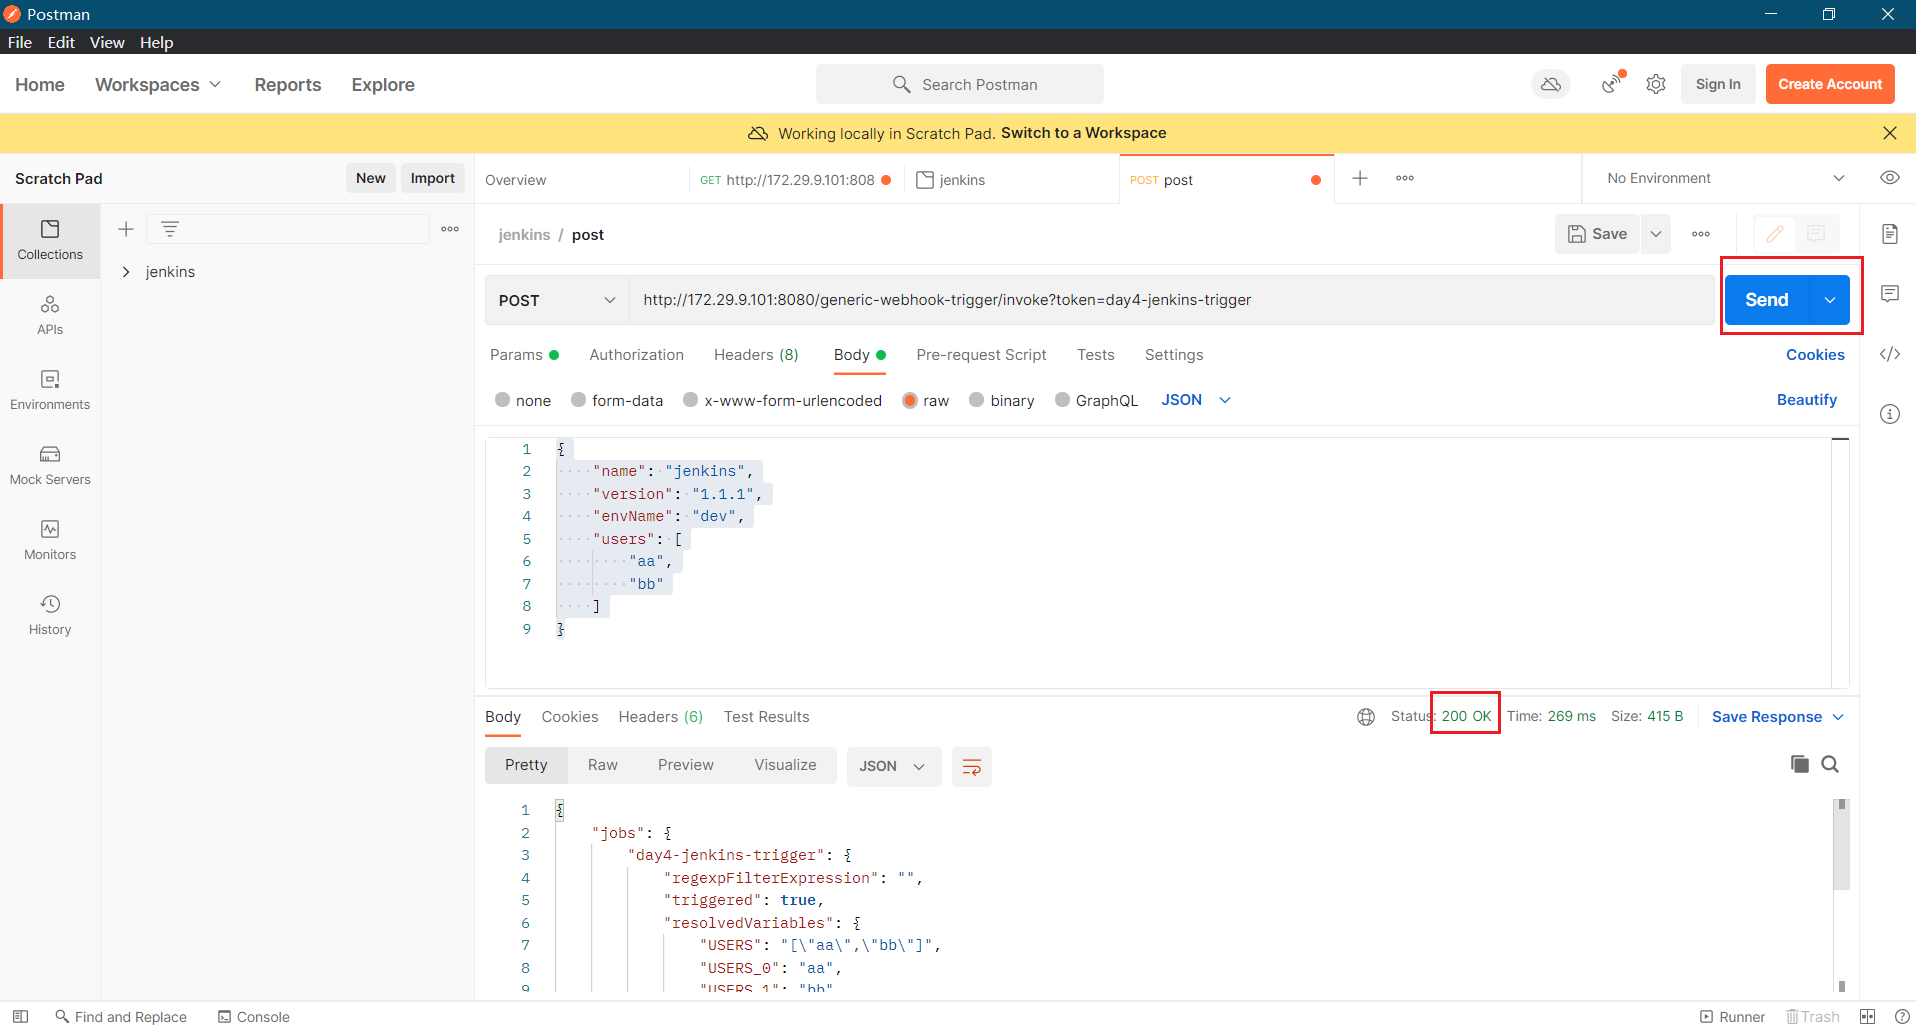 Postman
File Edit View Help
Home Workspaces Reports Explore Search Postman Sign In Create Account
Working locally in Scratch Pad. Switch to a Workspace
Scratch Pad New Import
Overview GET http://172.29.9.101:808 jenkins POST post No Environment
Collections
APIs
Environments
Mock Servers
Monitors
History
jenkins
jenkins / post Save
POST http://172.29.9.101:8080/generic-webhook-trigger/invoke?token=day4-jenkins-trigger Send
Params Authorization Headers (8) Body Pre-request Script Tests Settings Cookies
none form-data x-www-form-urlencoded raw binary GraphQL JSON Beautify
1 {
2 "name": "jenkins",
3 "version": "1.1.1",
4 "envName": "dev",
5 "users": [
6 "aa",
7 "bb"
8 ]
9 }
Body Cookies Headers (6) Test Results Status: 200 OK Time: 269 ms Size: 415 B Save Response
Pretty Raw Preview Visualize JSON
1 {
2 "jobs": {
3 "day4-jenkins-trigger": {
4 "regexpFilterExpression": "",
5 "triggered": true,
6 "resolvedVariables": {
7 "USERS": "[\"aa\",\"bb\"]",
8 "USERS_0": "aa",
9 "USERS_1": "bb"
Find and Replace Console Runner Trash